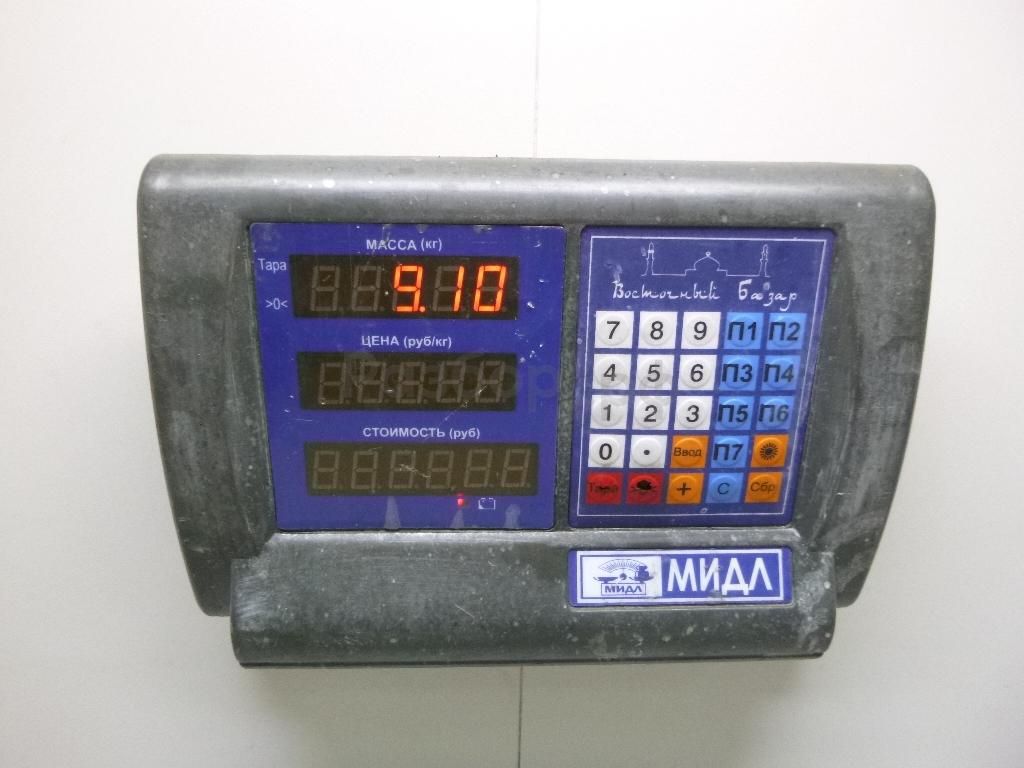 МАССА (кг)
Тара
9.10
>0<
ЦЕНА (руб/кг)
СТОИМОСТЬ (руб)
Восточный Базар
7 8 9 П1 П2
4 5 6 П3 П4
1 2 3 П5 П6
0 . Ввод П7
Тара + C Сбр
МИДЛ
МИДЛ